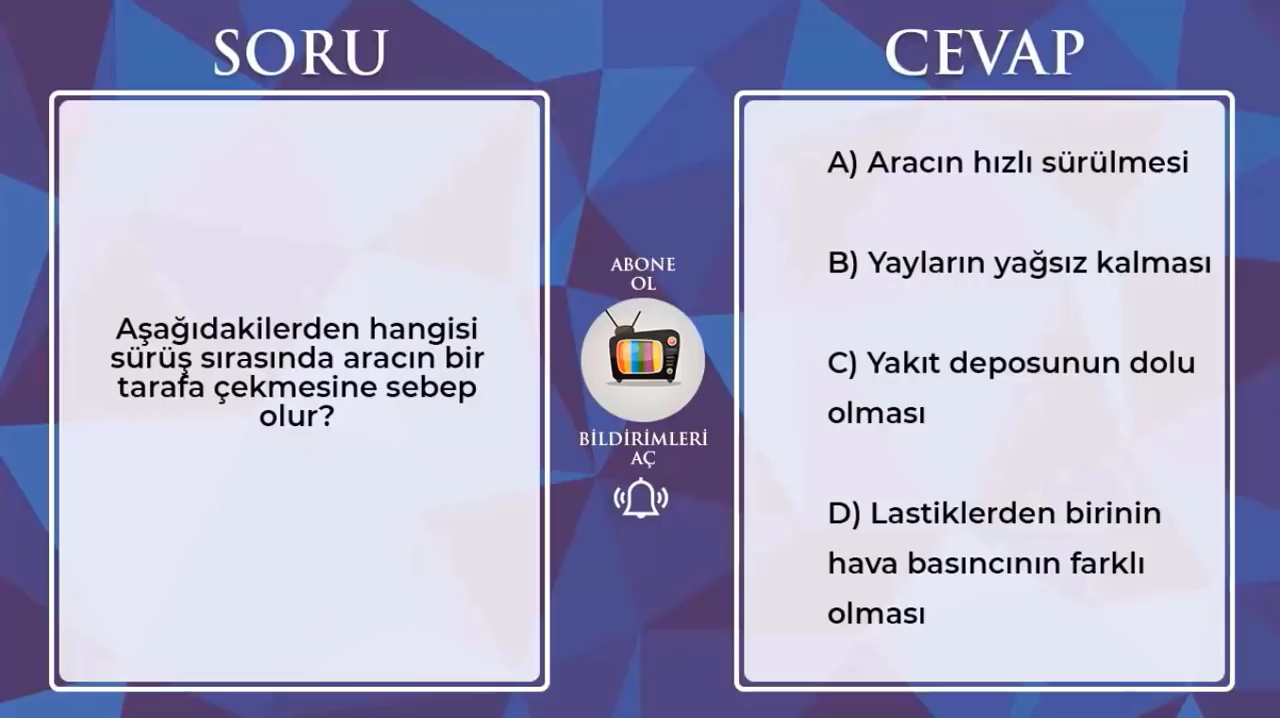 SORU
Aşağıdakilerden hangisi
sürüş sırasında aracın bir
tarafa çekmesine sebep
olur?
ABONE
OL
BİLDİRİMLERİ
AÇ
CEVAP
A) Aracın hızlı sürülmesi
B) Yayların yağsız kalması
C) Yakıt deposunun dolu
olması
D) Lastiklerden birinin
hava basıncının farklı
olması